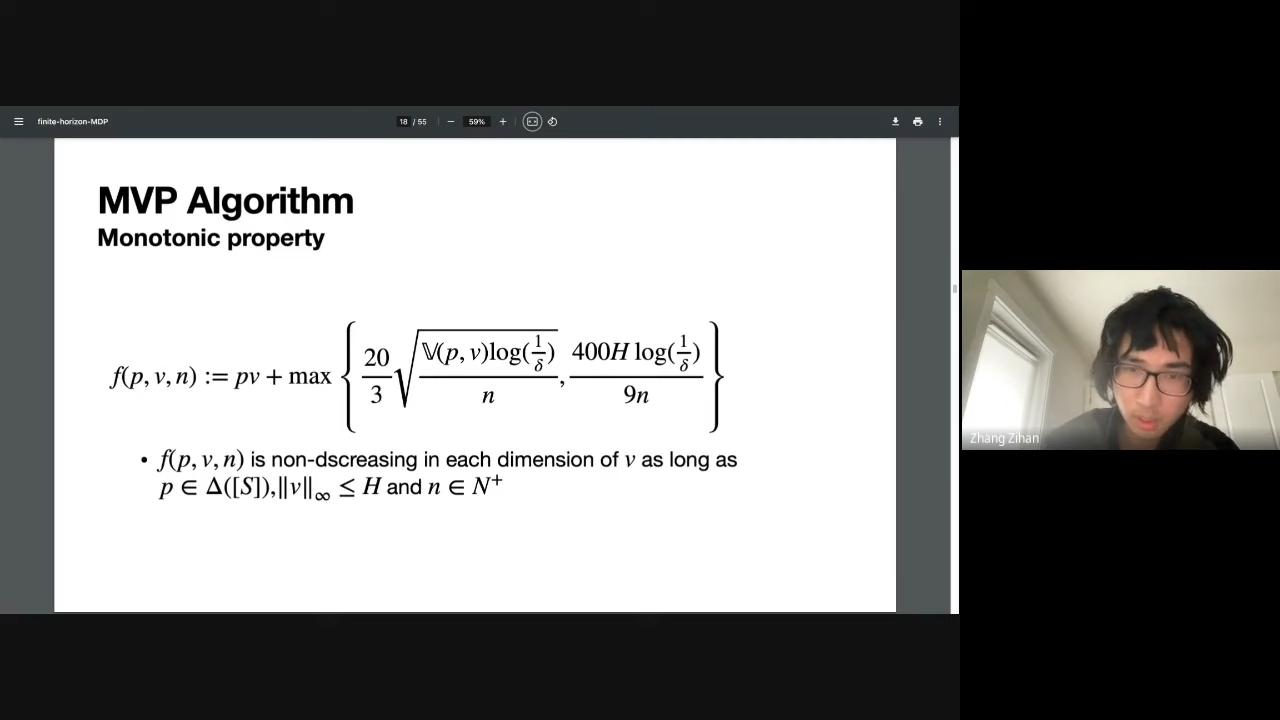 finite-horizon-MDP 18 / 55 — 59% +
MVP Algorithm
Monotonic property
f(p, v, n) := pv + max { 20/3 √( 𝕍(p, v)log(1/δ) / n ), 400H log(1/δ) / 9n }
• f(p, v, n) is non-dscreasing in each dimension of v as long as
p ∈ Δ([S]),‖v‖∞ ≤ H and n ∈ N⁺
Zhang Zihan